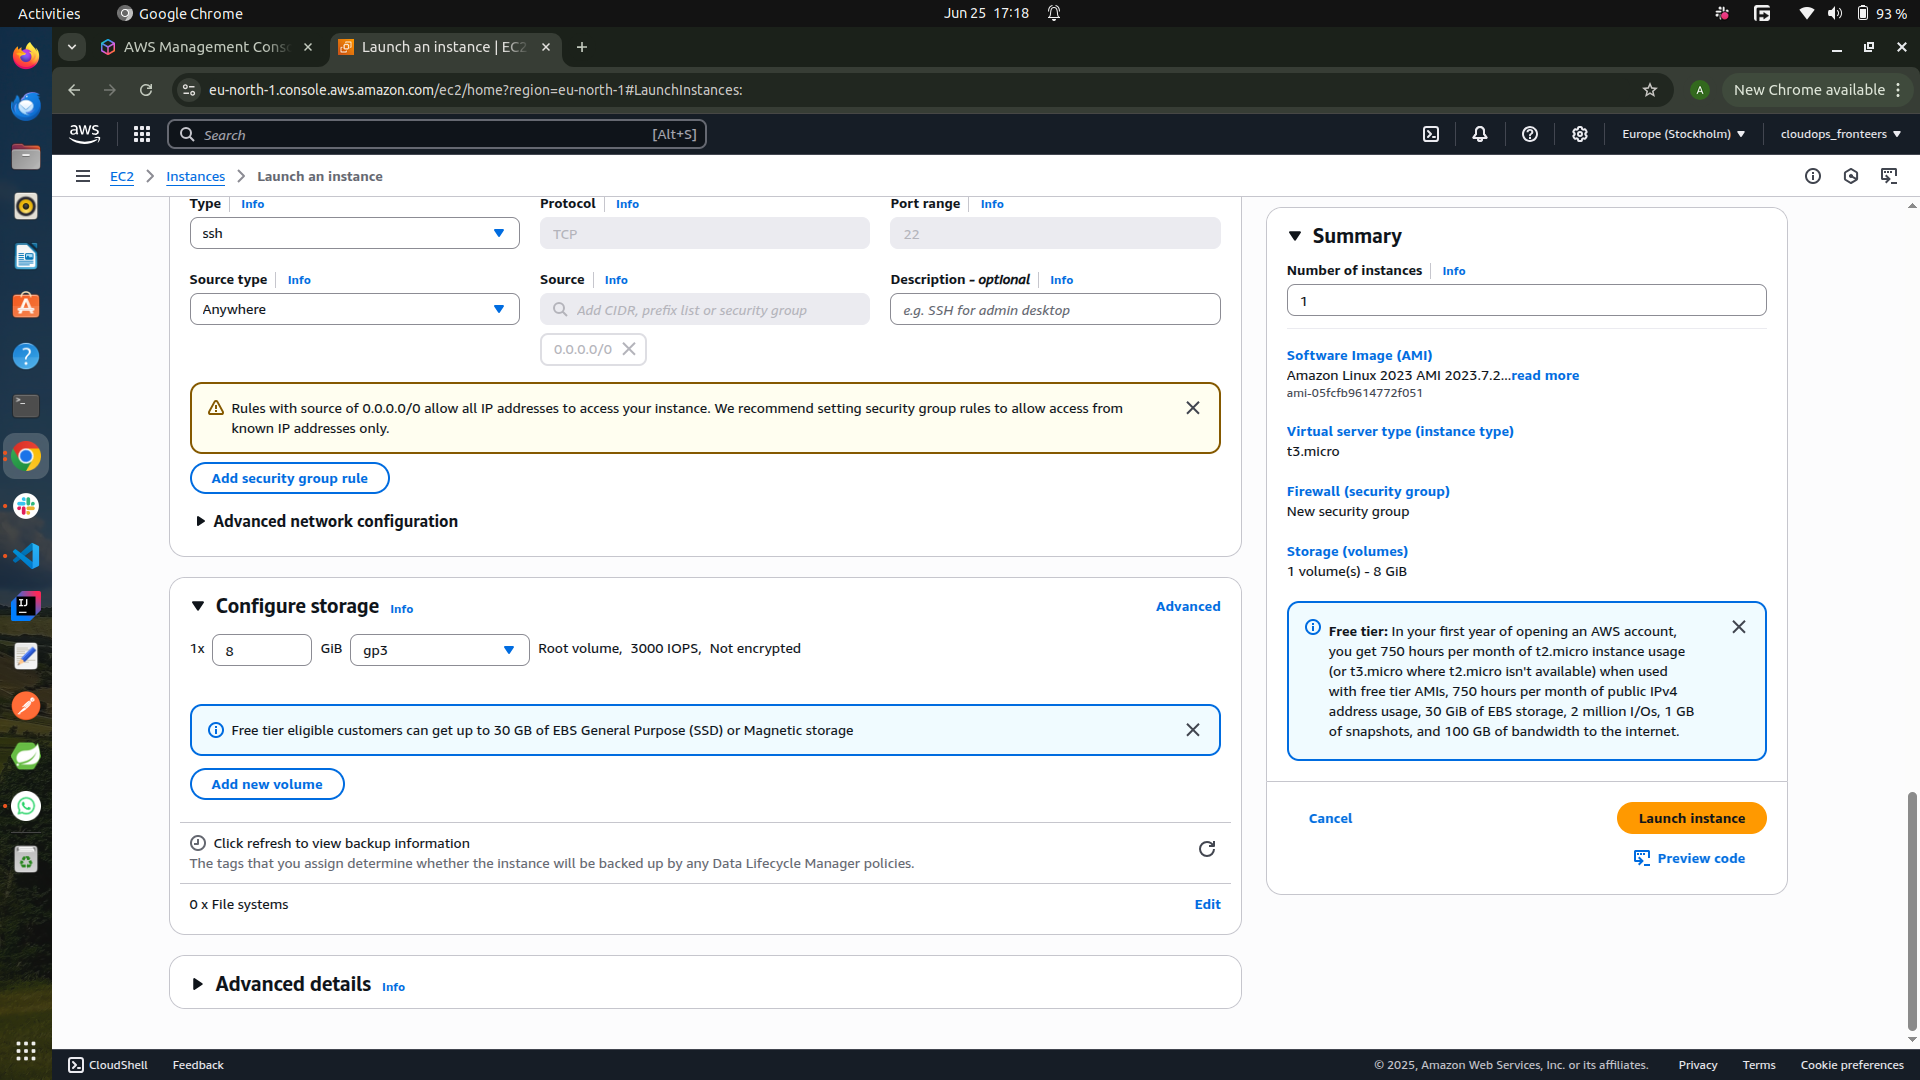 Activities
Google Chrome
Jun 25 17:18
93 %
AWS Management Cons
Launch an instance | EC2
eu-north-1.console.aws.amazon.com/ec2/home?region=eu-north-1#LaunchInstances:
A
New Chrome available
aws
Search
[Alt+S]
Europe (Stockholm)
cloudops_fronteers
EC2
Instances
Launch an instance
Type
Info
Protocol
Info
Port range
Info
ssh
TCP
22
Source type
Info
Source
Info
Description – optional
Info
Anywhere
Add CIDR, prefix list or security group
e.g. SSH for admin desktop
0.0.0.0/0
Rules with source of 0.0.0.0/0 allow all IP addresses to access your instance. We recommend setting security group rules to allow access from
known IP addresses only.
Add security group rule
Advanced network configuration
Configure storage
Info
Advanced
1x
8
GiB
gp3
Root volume, 3000 IOPS, Not encrypted
Free tier eligible customers can get up to 30 GB of EBS General Purpose (SSD) or Magnetic storage
Add new volume
Click refresh to view backup information
The tags that you assign determine whether the instance will be backed up by any Data Lifecycle Manager policies.
0 x File systems
Edit
Advanced details
Info
Summary
Number of instances
Info
1
Software Image (AMI)
Amazon Linux 2023 AMI 2023.7.2...read more
ami-05fcfb9614772f051
Virtual server type (instance type)
t3.micro
Firewall (security group)
New security group
Storage (volumes)
1 volume(s) - 8 GiB
Free tier: In your first year of opening an AWS account,
you get 750 hours per month of t2.micro instance usage
(or t3.micro where t2.micro isn't available) when used
with free tier AMIs, 750 hours per month of public IPv4
address usage, 30 GiB of EBS storage, 2 million I/Os, 1 GB
of snapshots, and 100 GB of bandwidth to the internet.
Cancel
Launch instance
Preview code
CloudShell
Feedback
© 2025, Amazon Web Services, Inc. or its affiliates.
Privacy
Terms
Cookie preferences
IJ